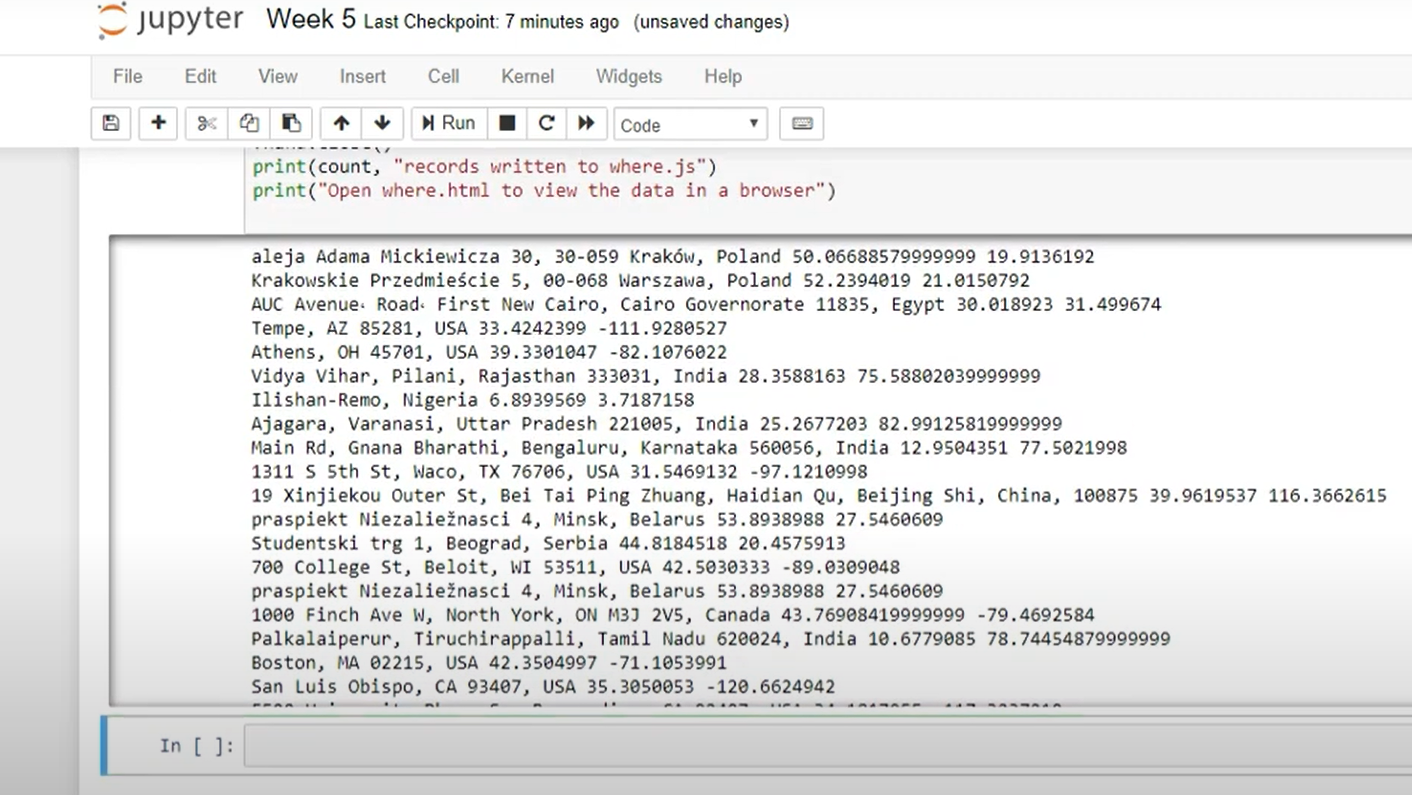 jupyter Week 5 Last Checkpoint: 7 minutes ago (unsaved changes)
File Edit View Insert Cell Kernel Widgets Help
Run Code
print(count, "records written to where.js")
print("Open where.html to view the data in a browser")
aleja Adama Mickiewicza 30, 30-059 Kraków, Poland 50.06688579999999 19.9136192
Krakowskie Przedmieście 5, 00-068 Warszawa, Poland 52.2394019 21.0150792
AUC Avenue، Road، First New Cairo, Cairo Governorate 11835, Egypt 30.018923 31.499674
Tempe, AZ 85281, USA 33.4242399 -111.9280527
Athens, OH 45701, USA 39.3301047 -82.1076022
Vidya Vihar, Pilani, Rajasthan 333031, India 28.3588163 75.58802039999999
Ilishan-Remo, Nigeria 6.8939569 3.7187158
Ajagara, Varanasi, Uttar Pradesh 221005, India 25.2677203 82.99125819999999
Main Rd, Gnana Bharathi, Bengaluru, Karnataka 560056, India 12.9504351 77.5021998
1311 S 5th St, Waco, TX 76706, USA 31.5469132 -97.1210998
19 Xinjiekou Outer St, Bei Tai Ping Zhuang, Haidian Qu, Beijing Shi, China, 100875 39.9619537 116.3662615
praspiekt Niezaliežnasci 4, Minsk, Belarus 53.8938988 27.5460609
Studentski trg 1, Beograd, Serbia 44.8184518 20.4575913
700 College St, Beloit, WI 53511, USA 42.5030333 -89.0309048
praspiekt Niezaliežnasci 4, Minsk, Belarus 53.8938988 27.5460609
1000 Finch Ave W, North York, ON M3J 2V5, Canada 43.76908419999999 -79.4692584
Palkalaiperur, Tiruchirappalli, Tamil Nadu 620024, India 10.6779085 78.74454879999999
Boston, MA 02215, USA 42.3504997 -71.1053991
San Luis Obispo, CA 93407, USA 35.3050053 -120.6624942
In [ ]: